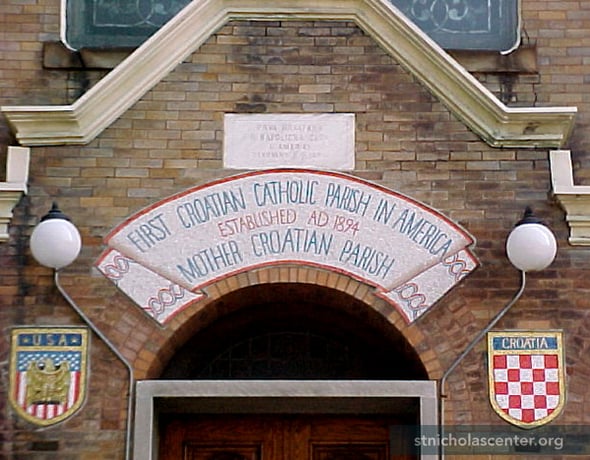 FIRST CROATIAN CATHOLIC PARISH IN AMERICA
ESTABLISHED AD 1894
MOTHER CROATIAN PARISH
USA
CROATIA
stnicholascenter.org